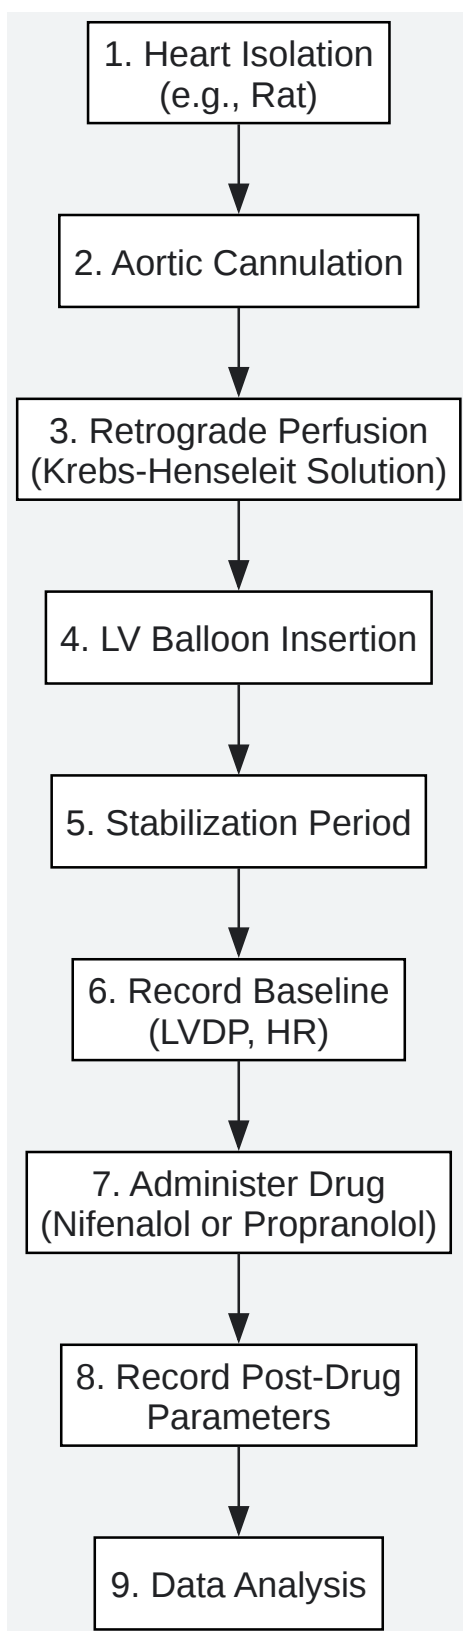 1. Heart Isolation
(e.g., Rat)
2. Aortic Cannulation
3. Retrograde Perfusion
(Krebs-Henseleit Solution)
4. LV Balloon Insertion
5. Stabilization Period
6. Record Baseline
(LVDP, HR)
7. Administer Drug
(Nifenalol or Propranolol)
8. Record Post-Drug
Parameters
9. Data Analysis